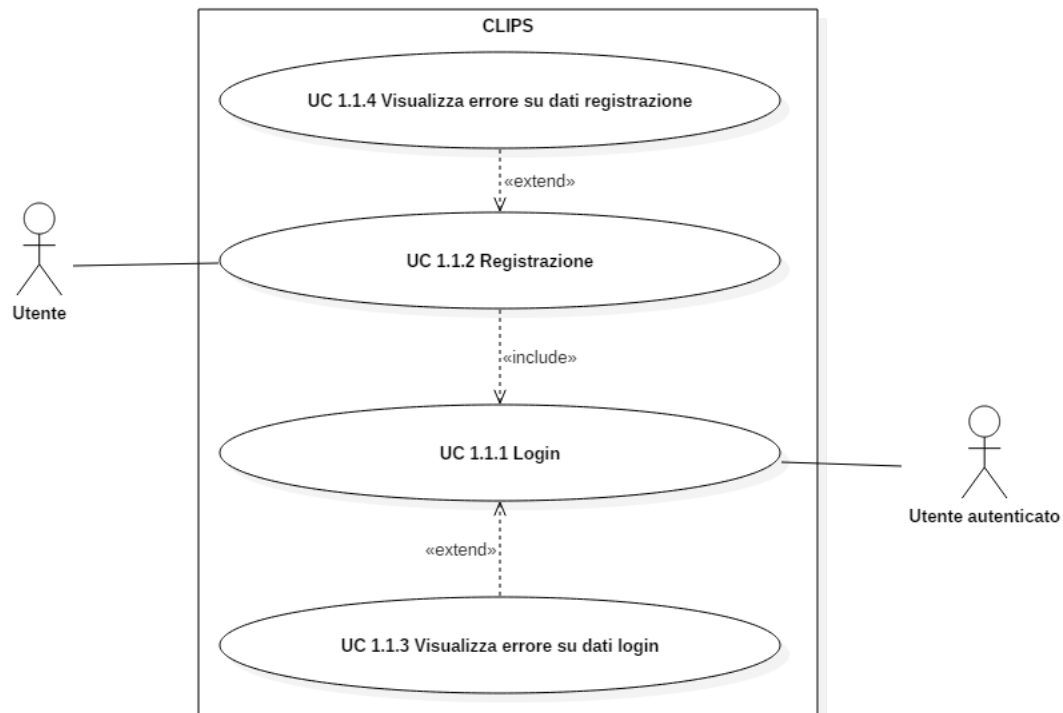 CLIPS
UC 1.1.4 Visualizza errore su dati registrazione
«extend»
UC 1.1.2 Registrazione
Utente
«include»
UC 1.1.1 Login
Utente autenticato
«extend»
UC 1.1.3 Visualizza errore su dati login